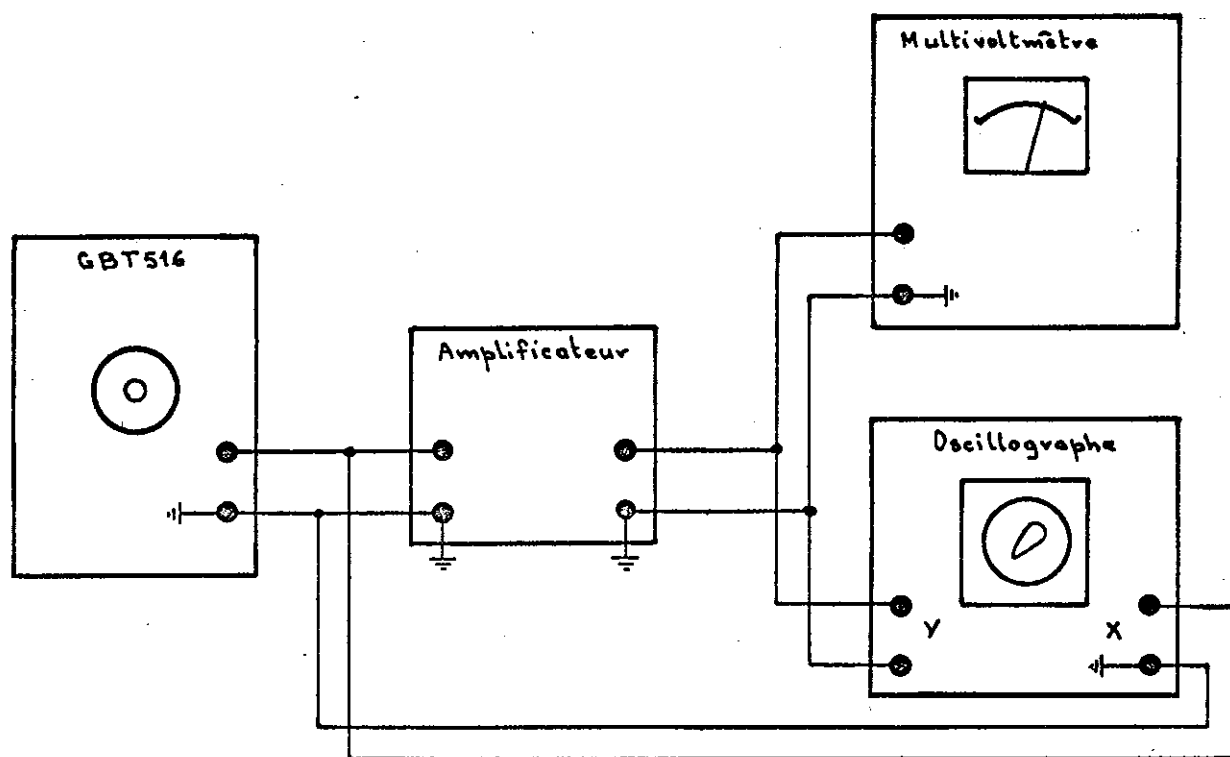 Multivoltmètre
GBT516
Amplificateur
Oscillographe
Y
X